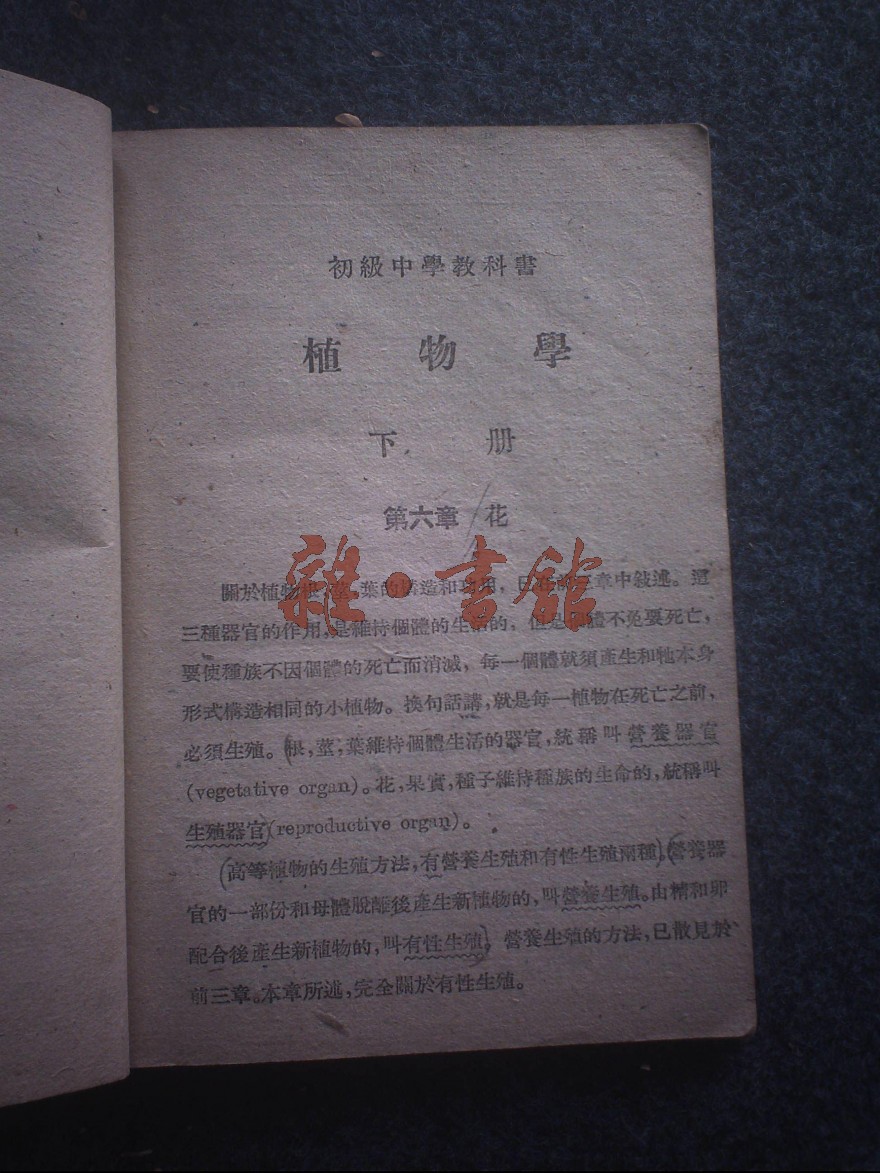 初級中學教科書
植物學
下册
第六章 花
雜·書館
關於植物根,莖,葉的構造和功用,已在前三章中敍述。這
三種器官的作用,是維持個體的生活的,但是個體不免要死亡,
要使種族不因個體的死亡而消滅,每一個體就須產生和牠本身
形式構造相同的小植物。換句話講,就是每一植物在死亡之前,
必須生殖。根,莖,葉維持個體生活的器官,統稱叫營養器官
(vegetative organ)。花,果實,種子維持種族的生命的,統稱叫
生殖器官(reproductive organ)。
高等植物的生殖方法,有營養生殖和有性生殖兩種。營養器
官的一部份和母體脫離後產生新植物的,叫營養生殖。由精和卵
配合後產生新植物的,叫有性生殖。營養生殖的方法,已散見於
前三章。本章所述,完全關於有性生殖。